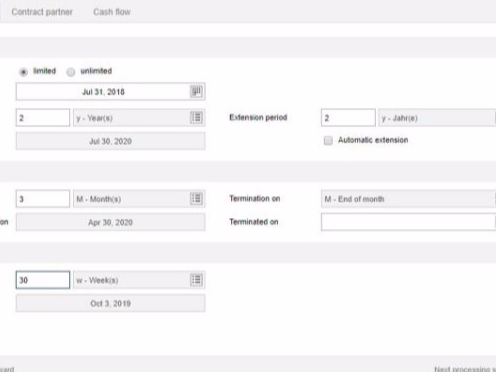 Contract partner Cash flow
limited unlimited
Jul 31, 2018
2 y - Year(s) Extension period 2 y - Jahr(e)
Jul 30, 2020 Automatic extension
3 M - Month(s) Termination on M - End of month
on Apr 30, 2020 Terminated on
30 w - Week(s)
Oct 3, 2019
Next processing s